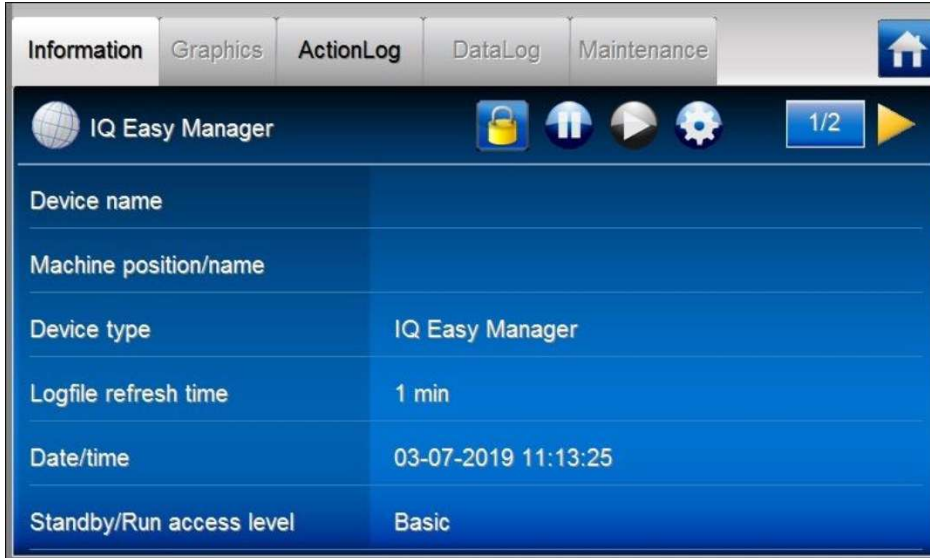 Information Graphics ActionLog DataLog Maintenance
IQ Easy Manager 1/2
Device name
Machine position/name
Device type IQ Easy Manager
Logfile refresh time 1 min
Date/time 03-07-2019 11:13:25
Standby/Run access level Basic